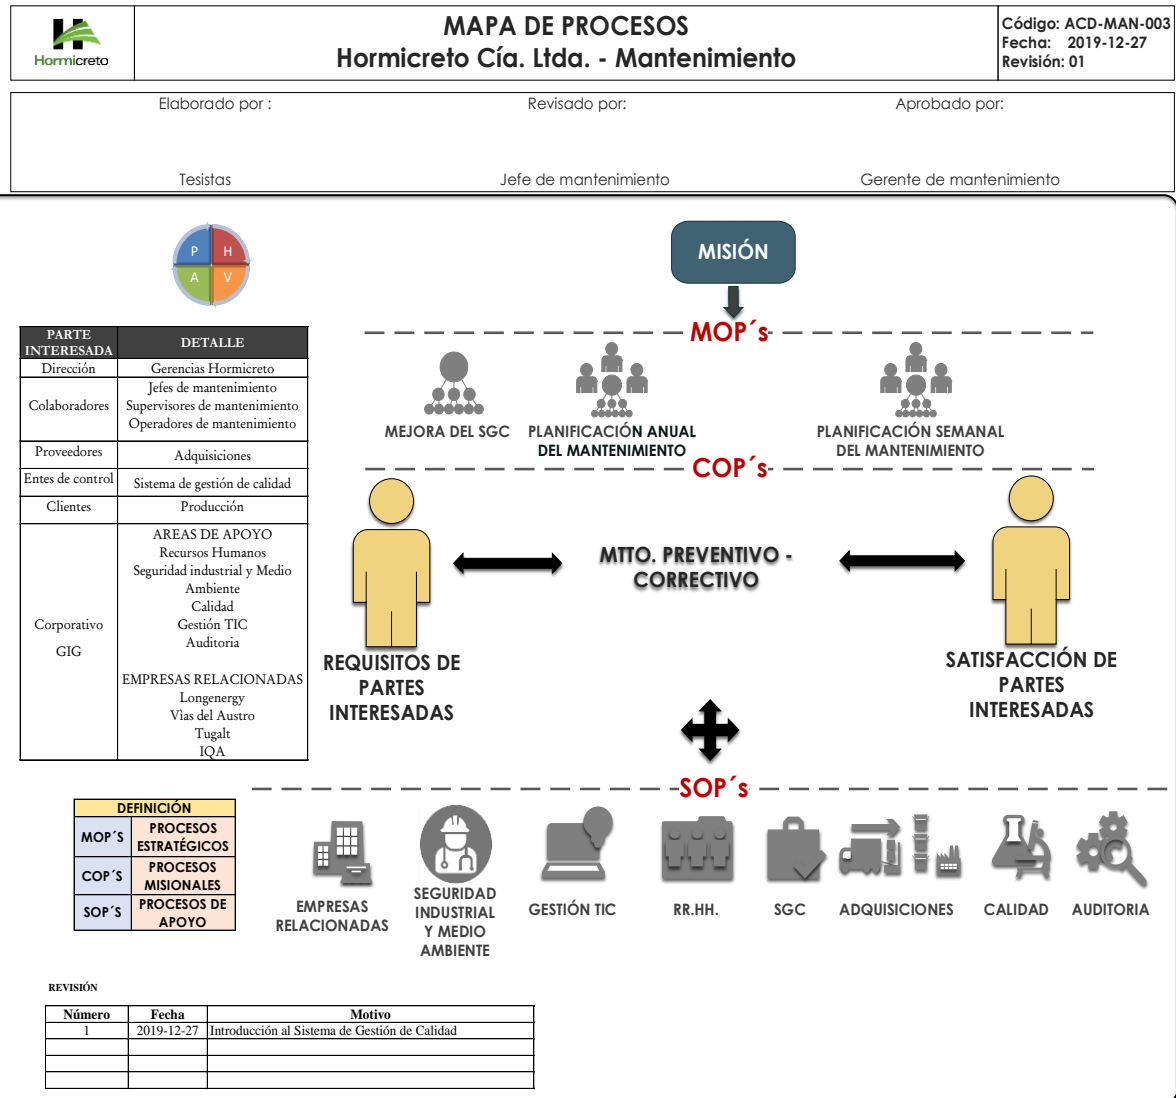 Hormicreto
MAPA DE PROCESOS
Hormicreto Cía. Ltda. - Mantenimiento
Código: ACD-MAN-003
Fecha: 2019-12-27
Revisión: 01
Elaborado por :
Revisado por:
Aprobado por:
Tesistas
Jefe de mantenimiento
Gerente de mantenimiento
P
H
A
V
MISIÓN
MOP´s
MEJORA DEL SGC
PLANIFICACIÓN ANUAL
DEL MANTENIMIENTO
PLANIFICACIÓN SEMANAL
DEL MANTENIMIENTO
PARTE
INTERESADA
DETALLE
Dirección
Gerencias Hormicreto
Colaboradores
Jefes de mantenimiento
Supervisores de mantenimiento
Operadores de mantenimiento
Proveedores
Adquisiciones
Entes de control
Sistema de gestión de calidad
Clientes
Producción
Corporativo
GIG
AREAS DE APOYO
Recursos Humanos
Seguridad industrial y Medio
Ambiente
Calidad
Gestión TIC
Auditoria
EMPRESAS RELACIONADAS
Longenergy
Vìas del Austro
Tugalt
IQA
COP´s
REQUISITOS DE
PARTES
INTERESADAS
MTTO. PREVENTIVO -
CORRECTIVO
SATISFACCIÓN DE
PARTES
INTERESADAS
SOP´s
DEFINICIÓN
MOP´S
PROCESOS
ESTRATÉGICOS
COP´S
PROCESOS
MISIONALES
SOP´S
PROCESOS DE
APOYO
EMPRESAS
RELACIONADAS
SEGURIDAD
INDUSTRIAL
Y MEDIO
AMBIENTE
GESTIÓN TIC
RR.HH.
SGC
ADQUISICIONES
CALIDAD
AUDITORIA
REVISIÓN
Número
Fecha
Motivo
1
2019-12-27
Introducción al Sistema de Gestión de Calidad